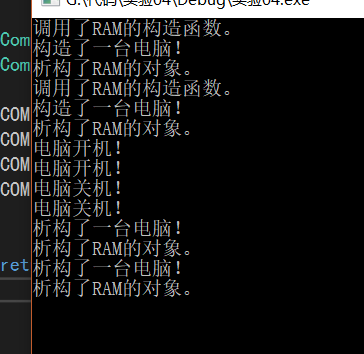 G:\代码\实验04\Debug\实验04.exe
Com
Com
COM
COM
COM
COM
ret
调用了RAM的构造函数。
构造了一台电脑！
析构了RAM的对象。
调用了RAM的构造函数。
构造了一台电脑！
析构了RAM的对象。
电脑开机！
电脑开机！
电脑关机！
电脑关机！
析构了一台电脑！
析构了RAM的对象。
析构了一台电脑！
析构了RAM的对象。